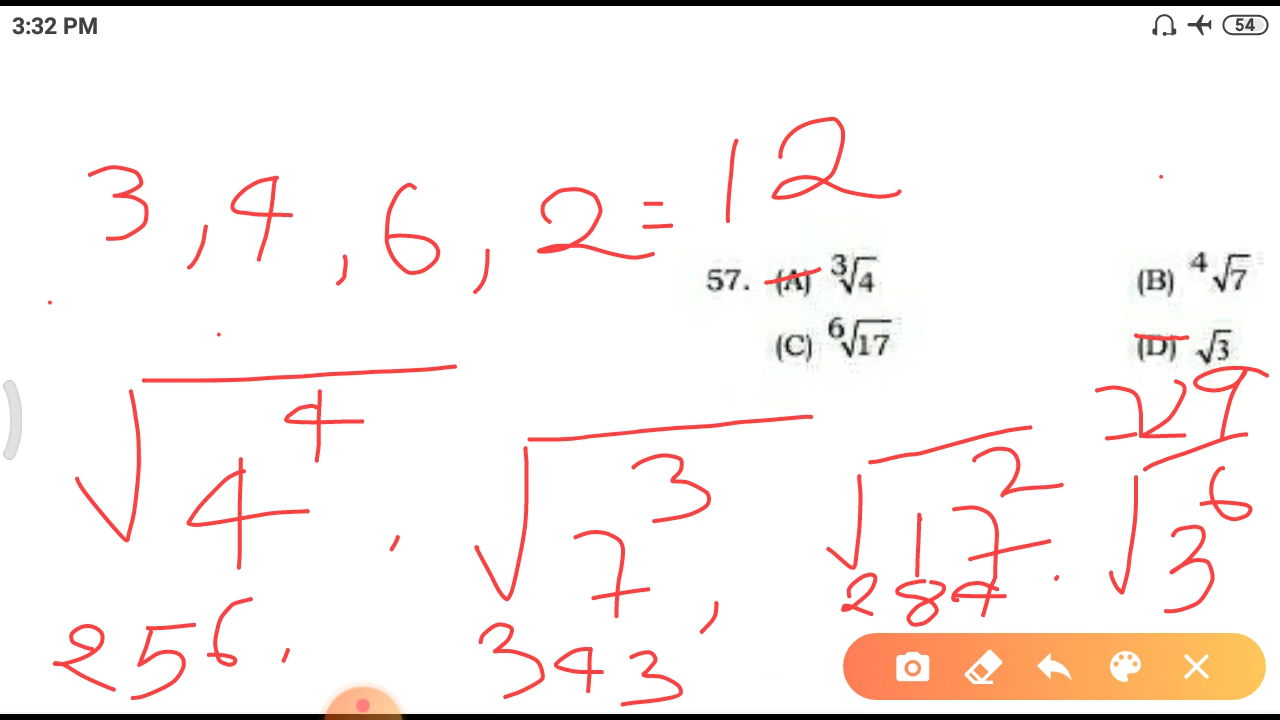 3:32 PM 54
3, 4, 6, 2 = 12
57. (A) ³√4 (B) ⁴√7
(C) ⁶√17 (D) √3
729
√4⁴ , √7³ , √17² . √3⁶
256 , 343 289